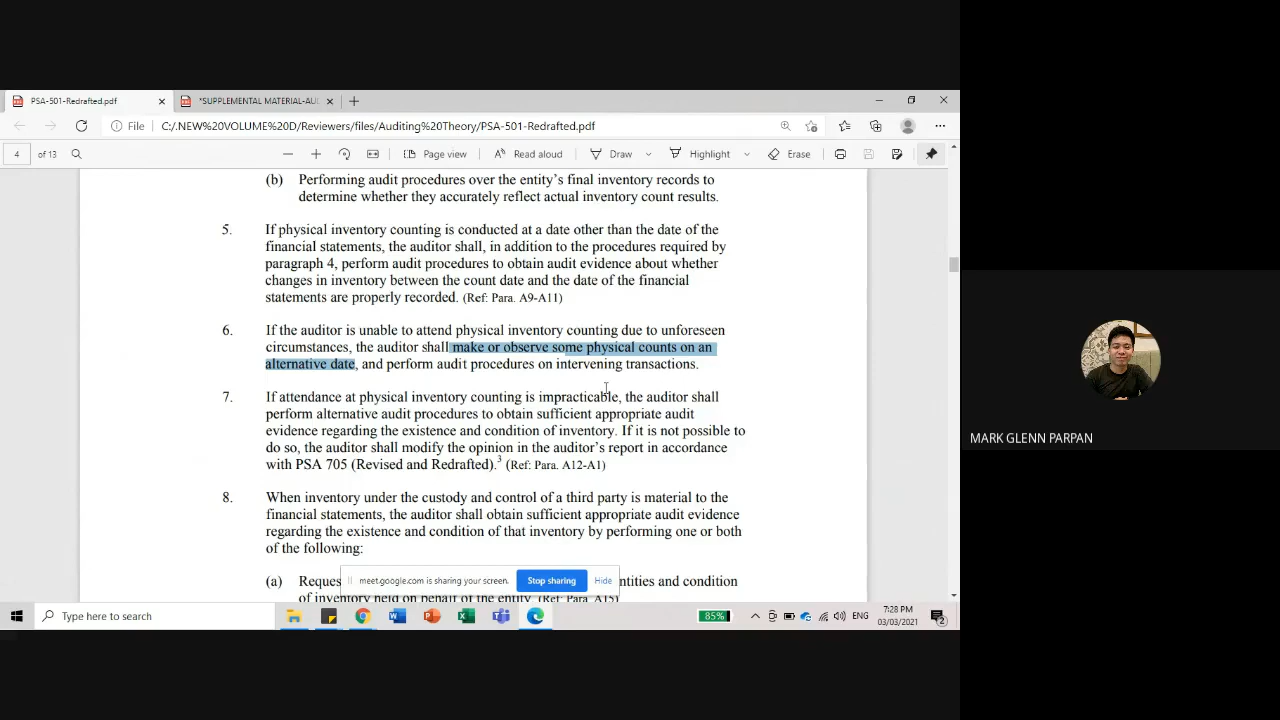 PSA-501-Redrafted.pdf
*SUPPLEMENTAL MATERIAL-AU
File C:/.NEW%20VOLUME%20D/Reviewers/files/Auditing%20Theory/PSA-501-Redrafted.pdf
4 of 13 Page view Read aloud Draw Highlight Erase
(b) Performing audit procedures over the entity's final inventory records to
determine whether they accurately reflect actual inventory count results.
5. If physical inventory counting is conducted at a date other than the date of the
financial statements, the auditor shall, in addition to the procedures required by
paragraph 4, perform audit procedures to obtain audit evidence about whether
changes in inventory between the count date and the date of the financial
statements are properly recorded. (Ref: Para. A9-A11)
6. If the auditor is unable to attend physical inventory counting due to unforeseen
circumstances, the auditor shall make or observe some physical counts on an
alternative date, and perform audit procedures on intervening transactions.
7. If attendance at physical inventory counting is impracticable, the auditor shall
perform alternative audit procedures to obtain sufficient appropriate audit
evidence regarding the existence and condition of inventory. If it is not possible to
do so, the auditor shall modify the opinion in the auditor's report in accordance
with PSA 705 (Revised and Redrafted).3 (Ref: Para. A12-A1)
8. When inventory under the custody and control of a third party is material to the
financial statements, the auditor shall obtain sufficient appropriate audit evidence
regarding the existence and condition of that inventory by performing one or both
of the following:
(a) Reques ntities and condition
of inventory held on behalf of the entity. (Ref: Para. A15)
meet.google.com is sharing your screen. Stop sharing Hide
Type here to search
85% ENG
7:28 PM
03/03/2021
2
MARK GLENN PARPAN